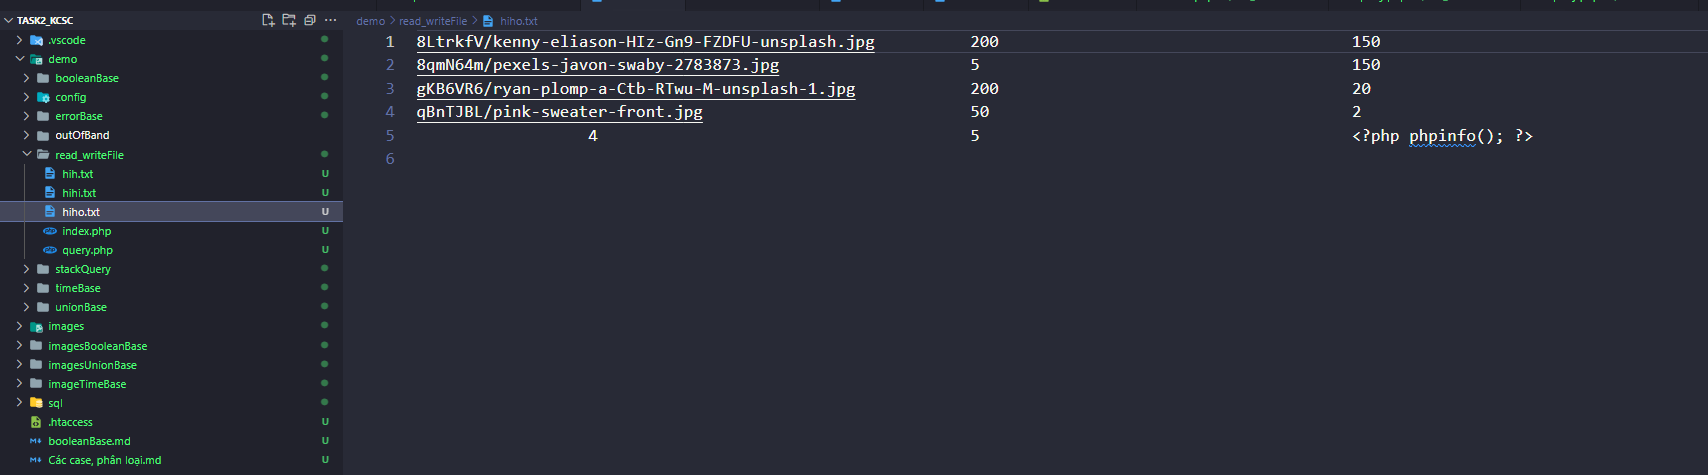 TASK2_KCSC
.vscode
demo
booleanBase
config
errorBase
outOfBand
read_writeFile
hih.txt U
hihi.txt U
hiho.txt U
index.php U
query.php U
stackQuery
timeBase
unionBase
images
imagesBooleanBase
imagesUnionBase
imageTimeBase
sql
.htaccess U
booleanBase.md U
Các case, phân loại.md U
demo > read_writeFile > hiho.txt
1 8LtrkfV/kenny-eliason-HIz-Gn9-FZDFU-unsplash.jpg 200 150
2 8qmN64m/pexels-javon-swaby-2783873.jpg 5 150
3 gKB6VR6/ryan-plomp-a-Ctb-RTwu-M-unsplash-1.jpg 200 20
4 qBnTJBL/pink-sweater-front.jpg 50 2
5 4 5 <?php phpinfo(); ?>
6